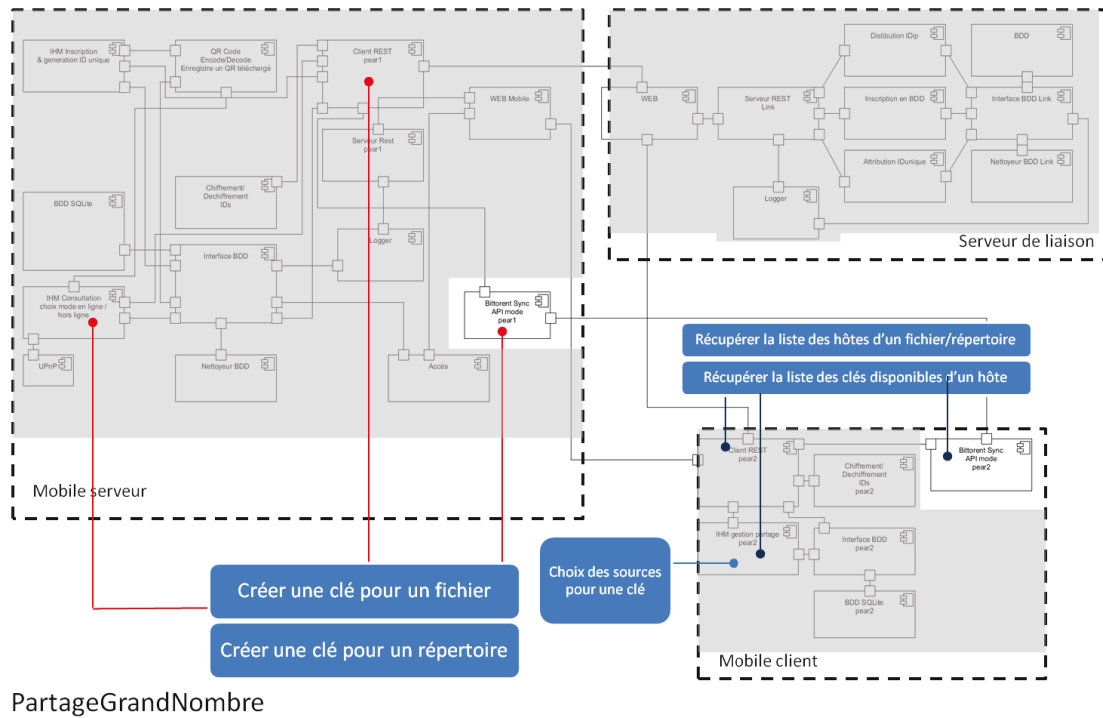 IHM Inscription
& generation ID unique
QR Code
Encode/Decode
Enregistre un QR téléchargé
Client REST
pear1
WEB Mobile
Serveur Rest
pear1
Chiffrement/
Dechiffrement
IDs
BDD SQLite
Interface BDD
Logger
IHM Consultation
choix mode en ligne /
hors ligne
Bittorent Sync
API mode
pear1
UPnP
Nettoyeur BDD
Accés
Mobile serveur
WEB
Serveur REST
Link
Distibution IDip
BDD
Inscription en BDD
Interface BDD Link
Attribution IDunique
Nettoyeur BDD Link
Logger
Serveur de liaison
Récupérer la liste des hôtes d'un fichier/répertoire
Récupérer la liste des clés disponibles d'un hôte
Client REST
pear2
Bittorent Sync
API mode
pear2
Chiffrement/
Dechiffrement
IDs
pear2
IHM gestion partage
pear2
Interface BDD
pear2
BDD SQLite
pear2
Mobile client
Choix des sources
pour une clé
Créer une clé pour un fichier
Créer une clé pour un répertoire
PartageGrandNombre